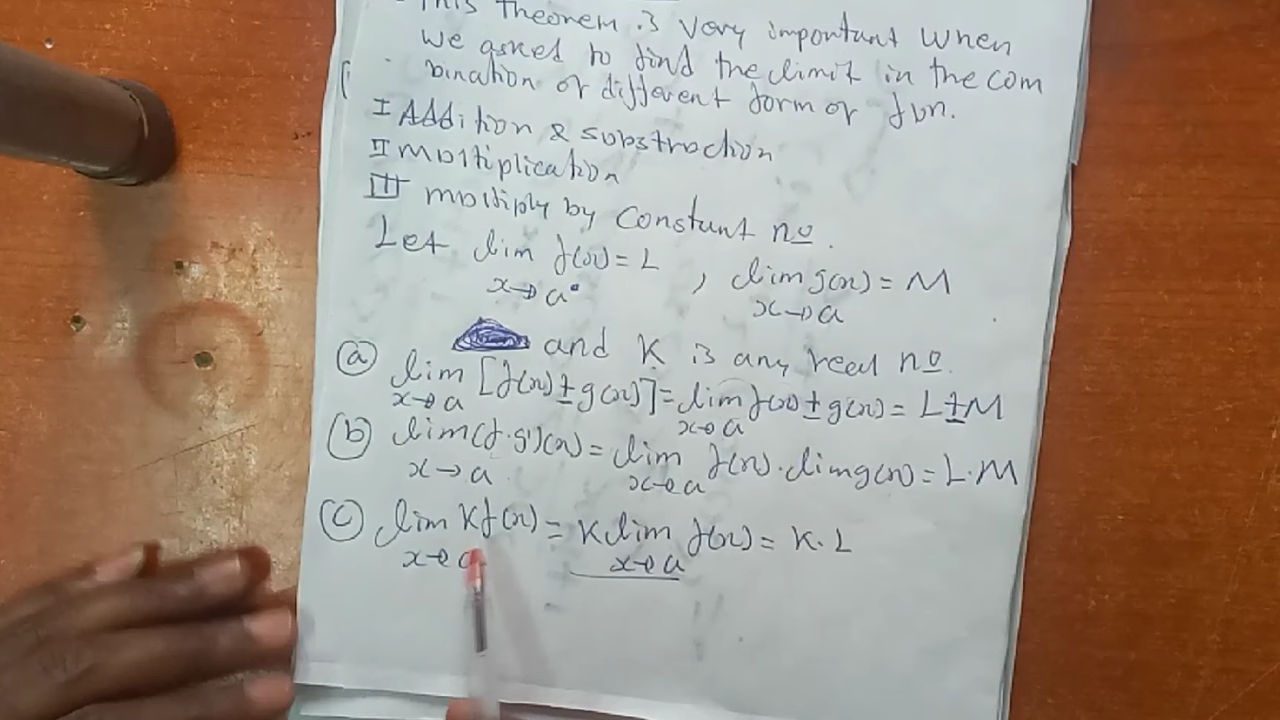 This Theorem is Very important When
We asked to find the limit in the com
bination of different form of fun.
I Addition & substraction
II multiplication
III multiply by constant no.
Let lim f(x) = L , lim g(x) = M
x→a x→a
and K is any real no.
(a) lim [f(x) ± g(x)] = lim f(x) ± g(x) = L ± M
x→a x→a
(b) lim (f·g)(x) = lim f(x) · lim g(x) = L·M
x→a x→a
(c) lim Kf(x) = K lim f(x) = K·L
x→a x→a